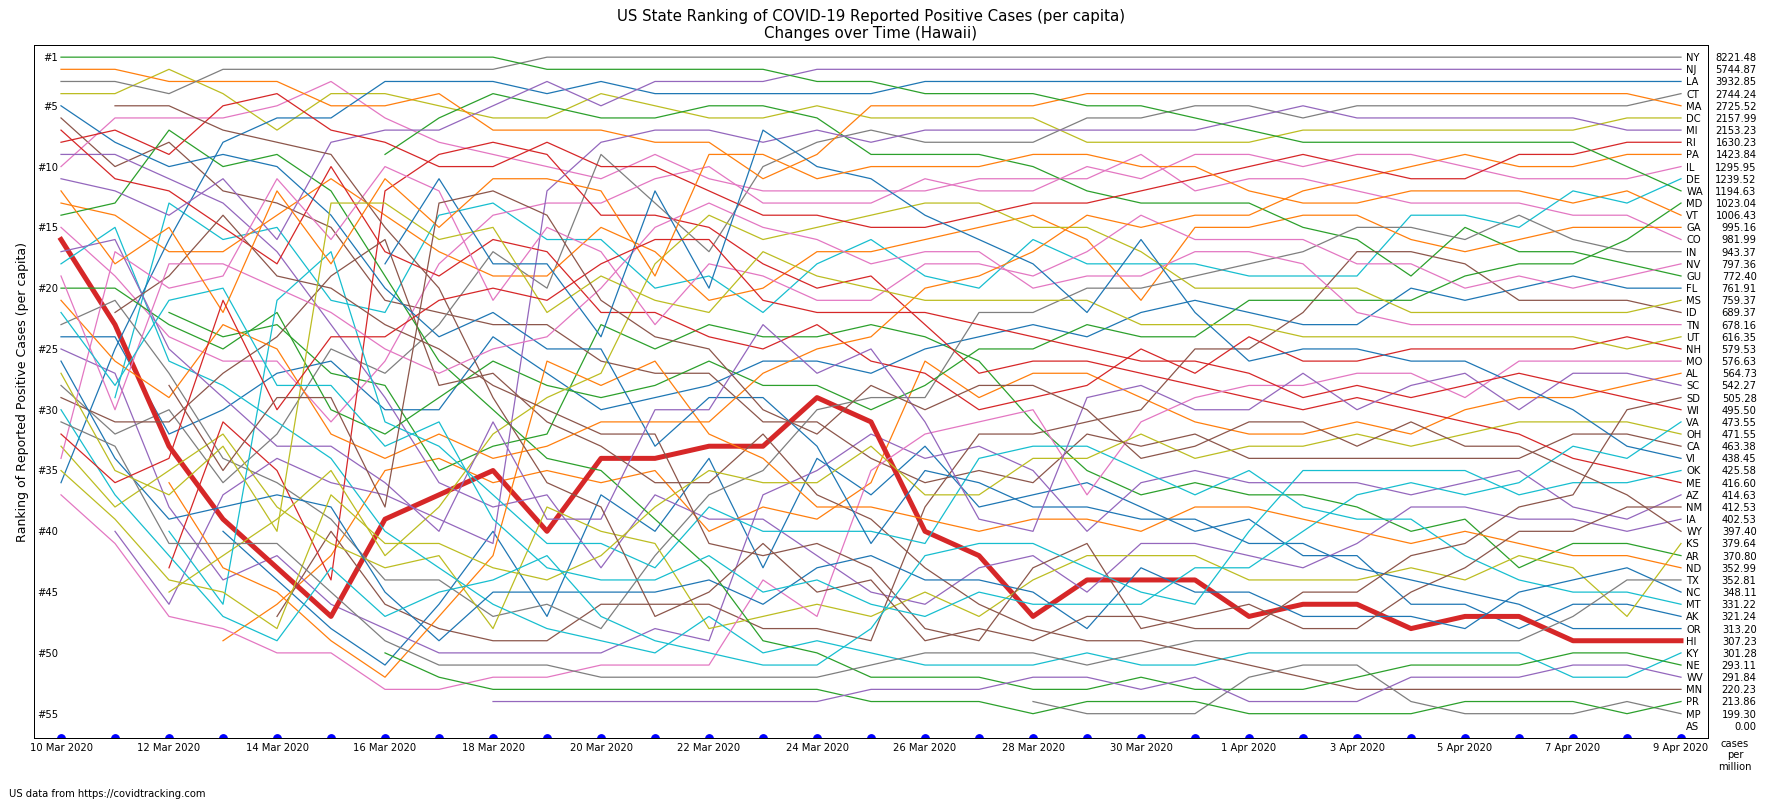 US State Ranking of COVID-19 Reported Positive Cases (per capita)
Changes over Time (Hawaii)
Ranking of Reported Positive Cases (per capita)
#1
#5
#10
#15
#20
#25
#30
#35
#40
#45
#50
#55
NY 8221.48
NJ 5744.87
LA 3932.85
CT 2744.24
MA 2725.52
DC 2157.99
MI 2153.23
RI 1630.23
PA 1423.84
IL 1295.95
DE 1239.52
WA 1194.63
MD 1023.04
VT 1006.43
GA 995.16
CO 981.99
IN 943.37
NV 797.36
GU 772.40
FL 761.91
MS 759.37
ID 689.37
TN 678.16
UT 616.35
NH 579.53
MO 576.63
AL 564.73
SC 542.27
SD 505.28
WI 495.50
VA 473.55
OH 471.55
CA 463.38
VI 438.45
OK 425.58
ME 416.60
AZ 414.63
NM 412.53
IA 402.53
WY 397.40
KS 379.64
AR 370.80
ND 352.99
TX 352.81
NC 348.11
MT 331.22
AK 321.24
OR 313.20
HI 307.23
KY 301.28
NE 293.11
WV 291.84
MN 220.23
PR 213.86
MP 199.30
AS 0.00
10 Mar 2020 12 Mar 2020 14 Mar 2020 16 Mar 2020 18 Mar 2020 20 Mar 2020 22 Mar 2020 24 Mar 2020 26 Mar 2020 28 Mar 2020 30 Mar 2020 1 Apr 2020 3 Apr 2020 5 Apr 2020 7 Apr 2020 9 Apr 2020
cases
per
million
US data from https://covidtracking.com